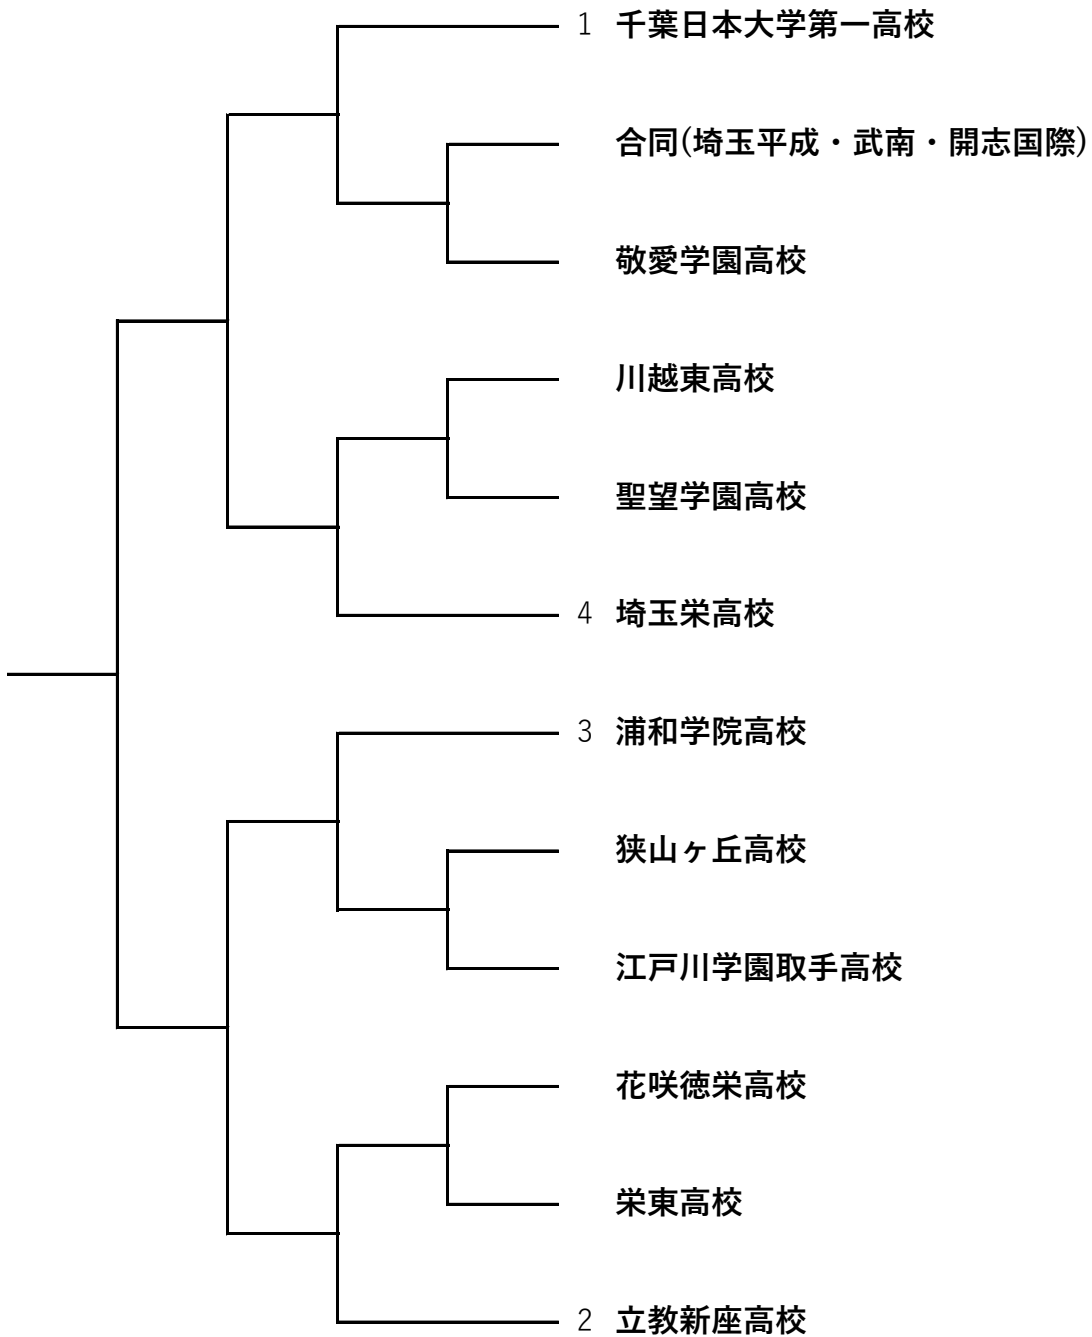 1 千葉日本大学第一高校
合同(埼玉平成・武南・開志国際)
敬愛学園高校
川越東高校
聖望学園高校
4 埼玉栄高校
3 浦和学院高校
狭山ヶ丘高校
江戸川学園取手高校
花咲徳栄高校
栄東高校
2 立教新座高校